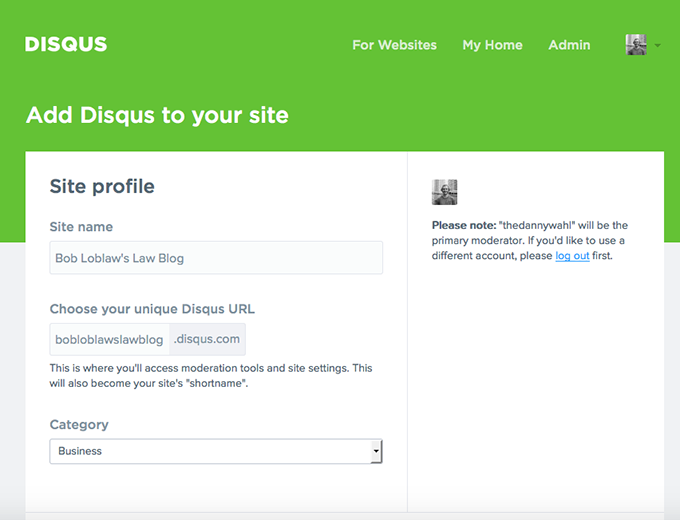 DISQUS
For Websites
My Home
Admin
Add Disqus to your site
Site profile
Site name
Bob Loblaw's Law Blog
Choose your unique Disqus URL
bobloblawslawblog .disqus.com
This is where you'll access moderation tools and site settings. This
will also become your site's "shortname".
Category
Business
Please note: "thedannywahl" will be the
primary moderator. If you'd like to use a
different account, please log out first.